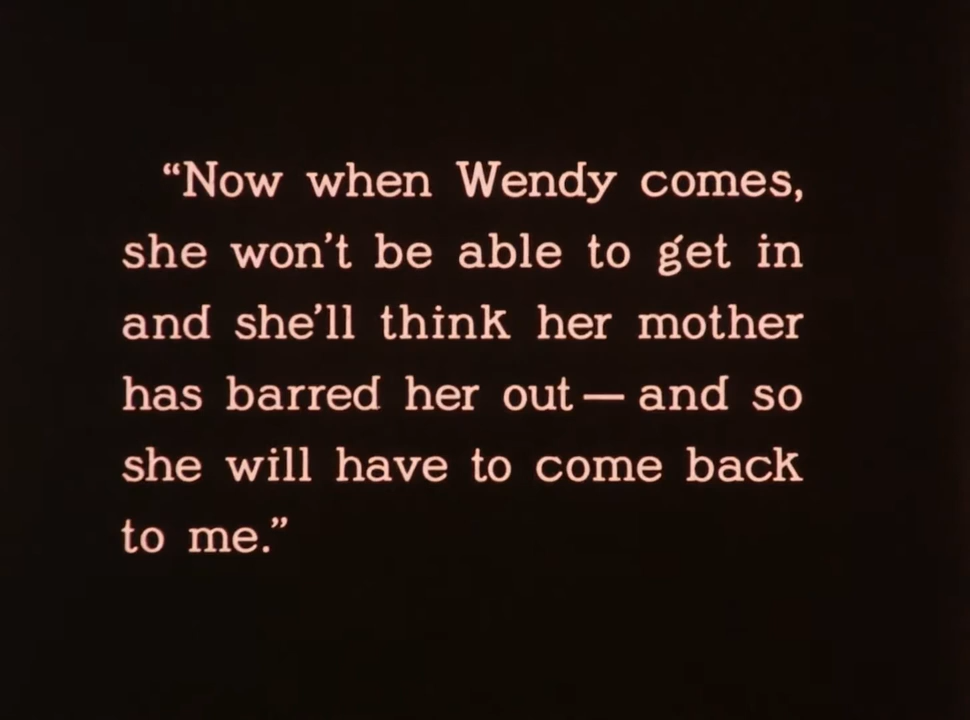 “Now when Wendy comes,
she won’t be able to get in
and she’ll think her mother
has barred her out — and so
she will have to come back
to me.”